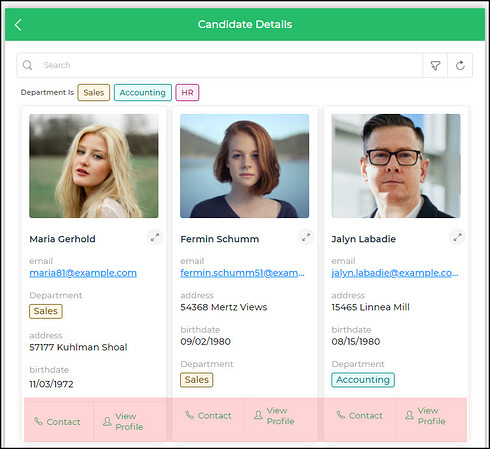 Candidate Details
Search
Department Is Sales Accounting HR
Maria Gerhold
email
maria81@example.com
Department
Sales
address
57177 Kuhlman Shoal
birthdate
11/03/1972
Contact
View
Profile
Fermin Schumm
email
fermin.schumm51@exam...
address
54368 Mertz Views
birthdate
09/02/1980
Department
Sales
Contact
View
Profile
Jalyn Labadie
email
jalyn.labadie@example.co...
address
15465 Linnea Mill
birthdate
08/15/1980
Department
Accounting
Contact
View
Profile